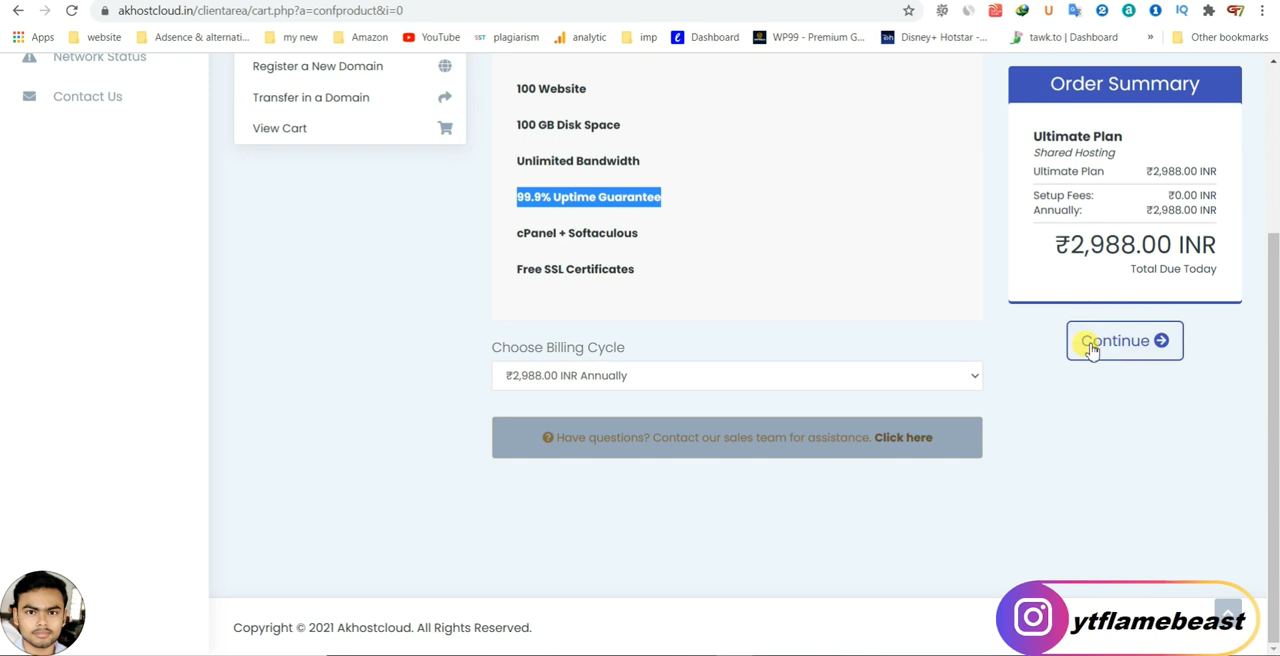 akhostcloud.in/clientarea/cart.php?a=confproduct&i=0
Apps website Adsence & alternati... my new Amazon YouTube SST plagiarism analytic imp Dashboard WP99 - Premium G... Disney+ Hotstar -... tawk.to | Dashboard » Other bookmarks
Network Status
Contact Us
Register a New Domain
Transfer in a Domain
View Cart
100 Website
100 GB Disk Space
Unlimited Bandwidth
99.9% Uptime Guarantee
cPanel + Softaculous
Free SSL Certificates
Choose Billing Cycle
₹2,988.00 INR Annually
Have questions? Contact our sales team for assistance. Click here
Order Summary
Ultimate Plan
Shared Hosting
Ultimate Plan ₹2,988.00 INR
Setup Fees: ₹0.00 INR
Annually: ₹2,988.00 INR
₹2,988.00 INR
Total Due Today
Continue
Copyright © 2021 Akhostcloud. All Rights Reserved.
ytflamebeast